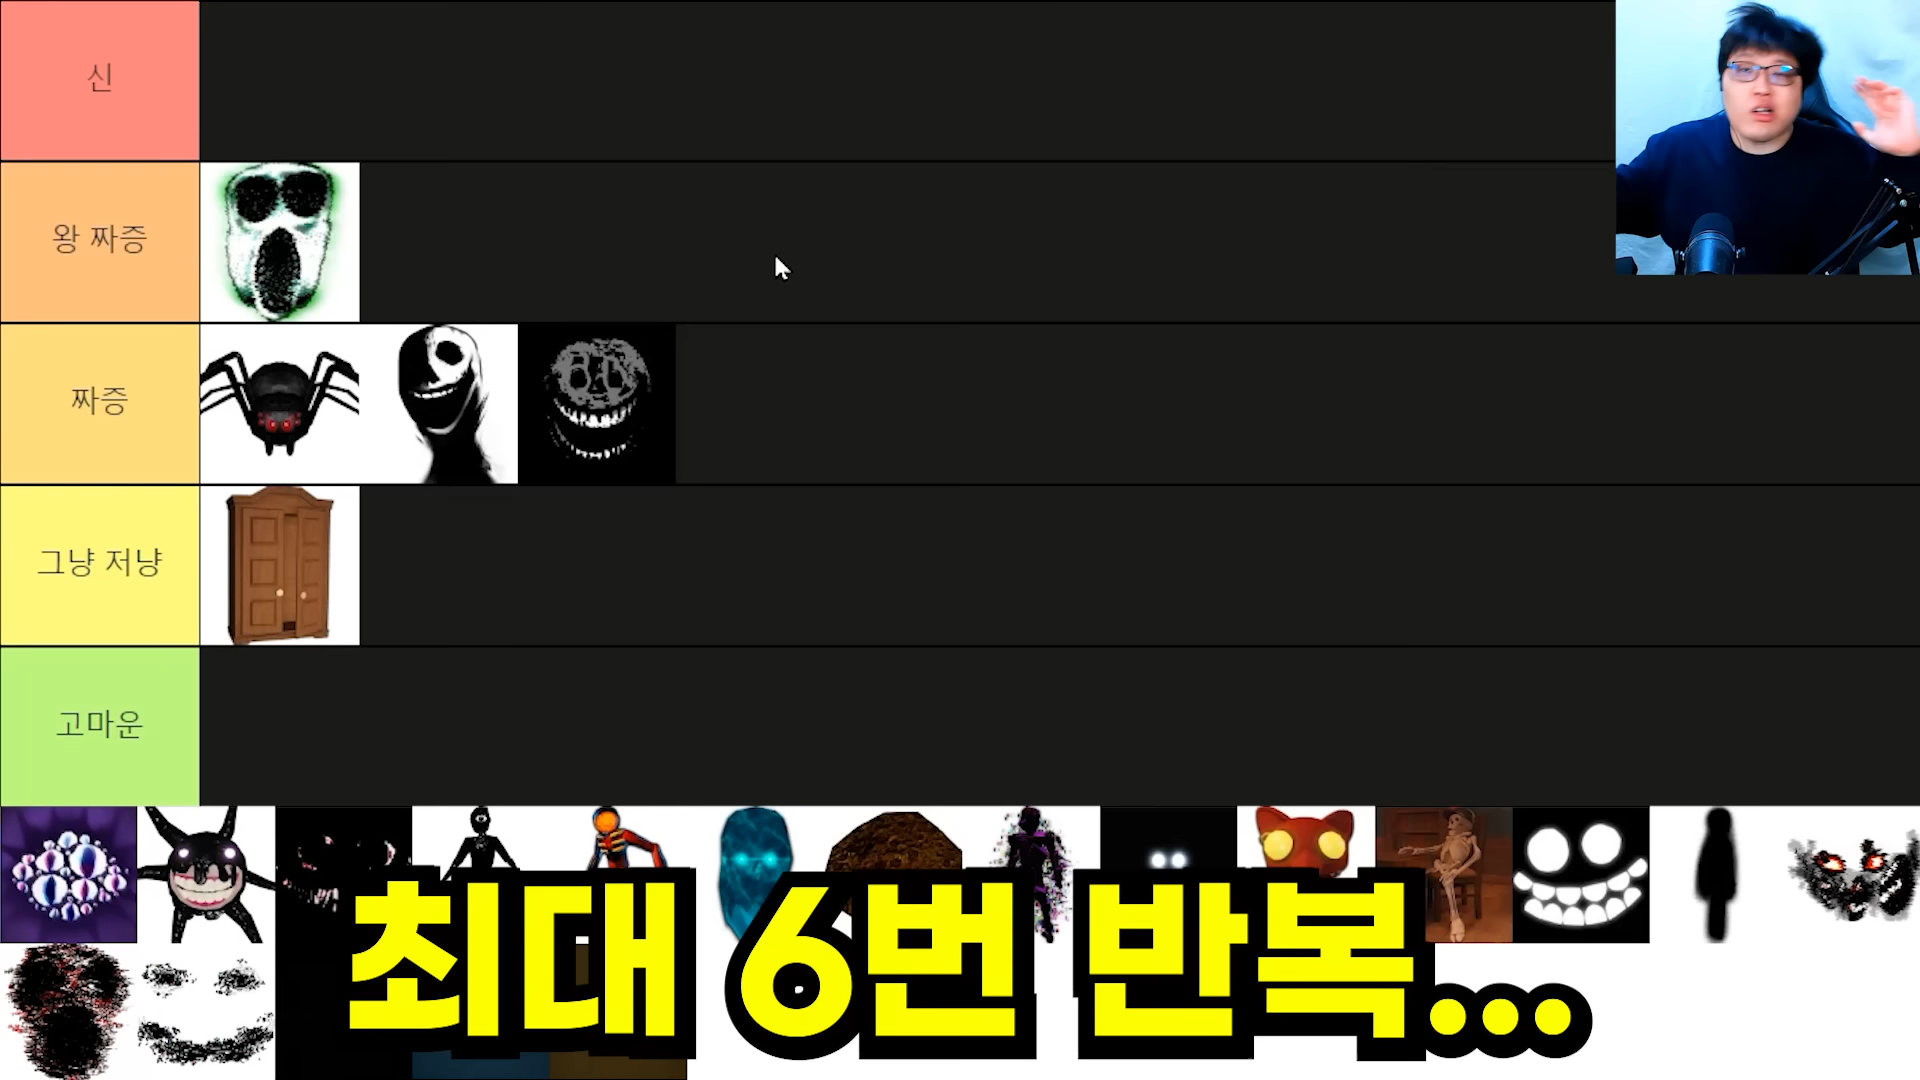 신
왕 짜증
짜증
그냥 저냥
고마운
최대 6번 반복...